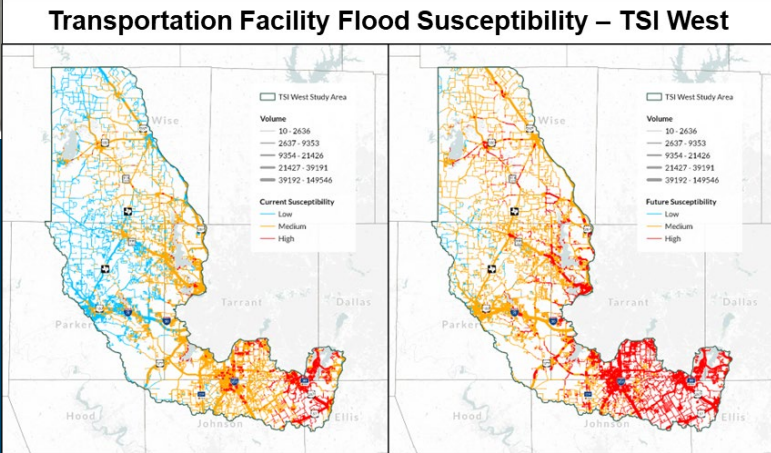 Transportation Facility Flood Susceptibility – TSI West
TSI West Study Area
Volume
10 - 2636
2637 - 9353
9354 - 21426
21427 - 39191
39192 - 149546
Current Susceptibility
Low
Medium
High
Wise
Tarrant
Dallas
Parker
Hood
Johnson
Ellis
TSI West Study Area
Volume
10 - 2636
2637 - 9353
9354 - 21426
21427 - 39191
39192 - 149546
Future Susceptibility
Low
Medium
High
Wise
Tarrant
Dallas
Parker
Hood
Johnson
Ellis